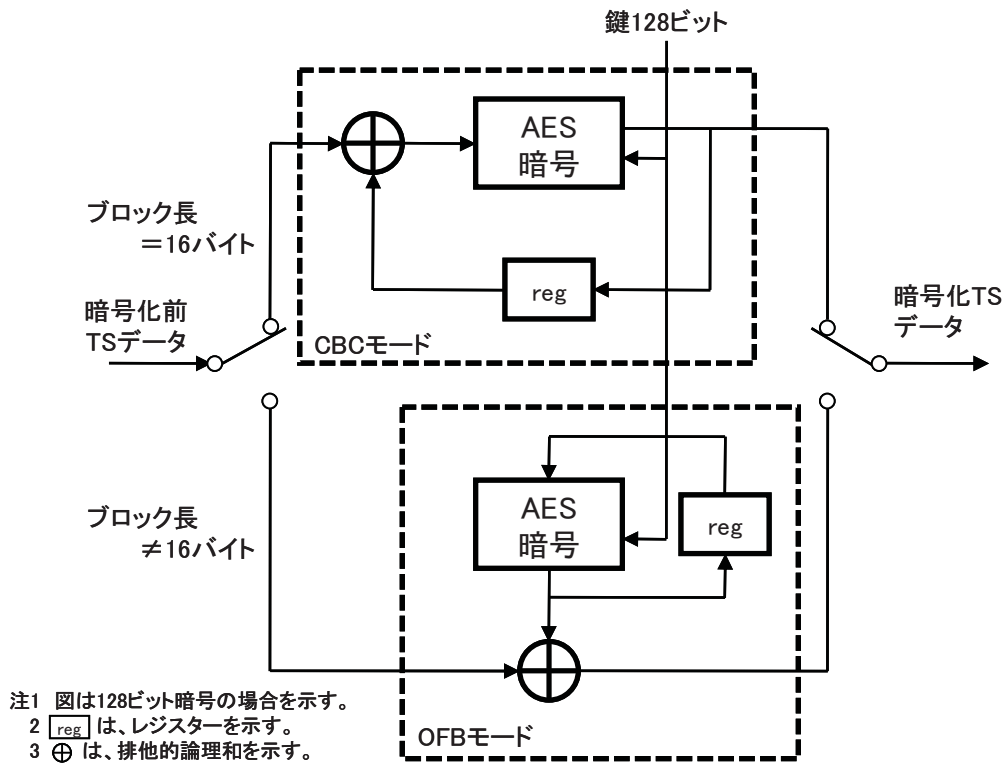 鍵128ビット
AES
暗号
ブロック長
＝16バイト
reg
暗号化前
TSデータ
暗号化TS
データ
CBCモード
AES
暗号
reg
ブロック長
≠16バイト
OFBモード
注1 図は128ビット暗号の場合を示す。
2 reg は、レジスターを示す。
3 ⊕ は、排他的論理和を示す。